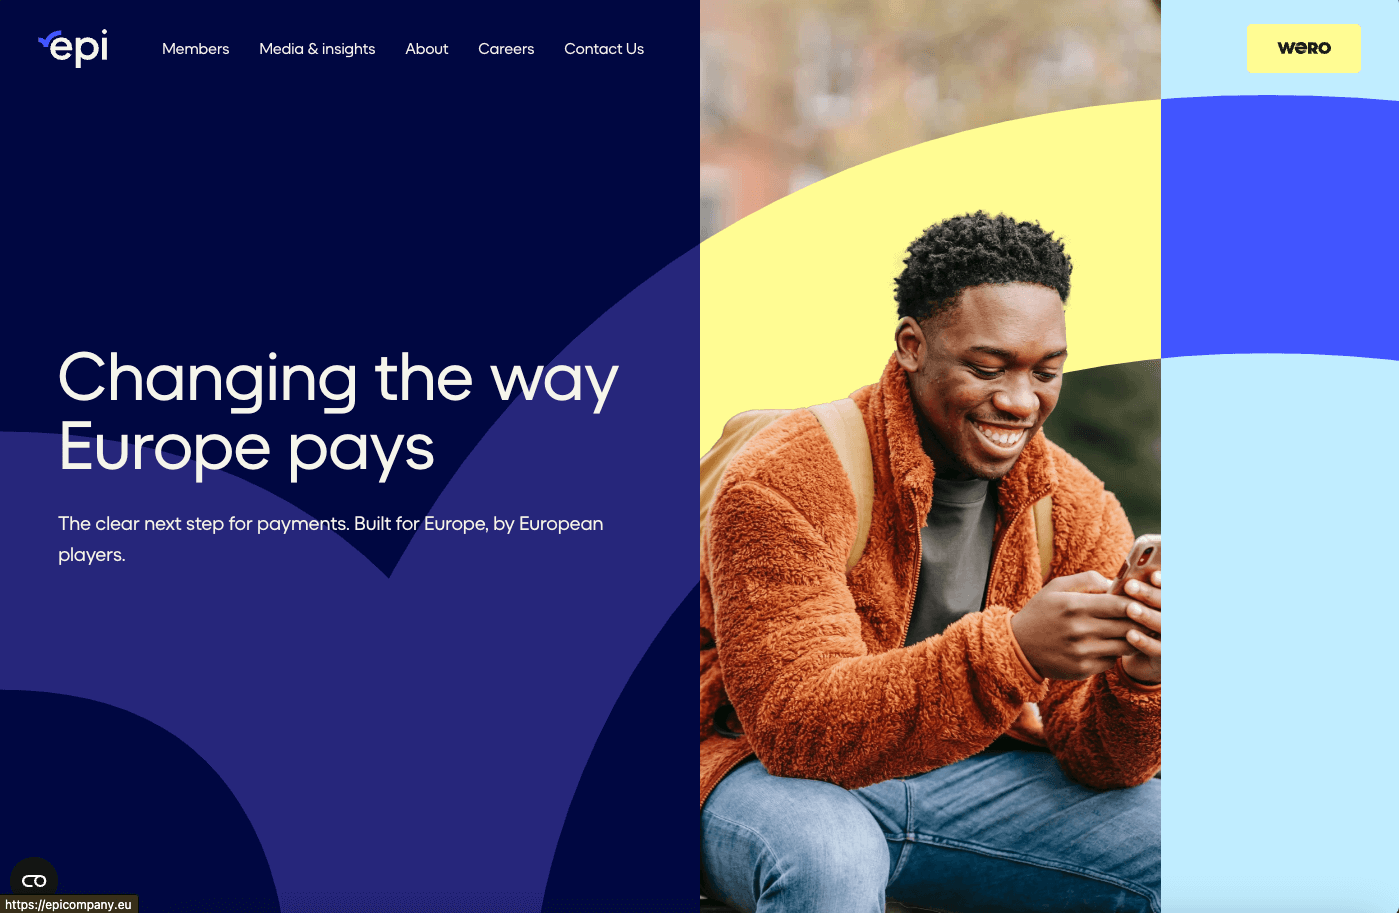 epi
Members
Media & insights
About
Careers
Contact Us
wero
Changing the way
Europe pays
The clear next step for payments. Built for Europe, by European
players.
https://epicompany.eu